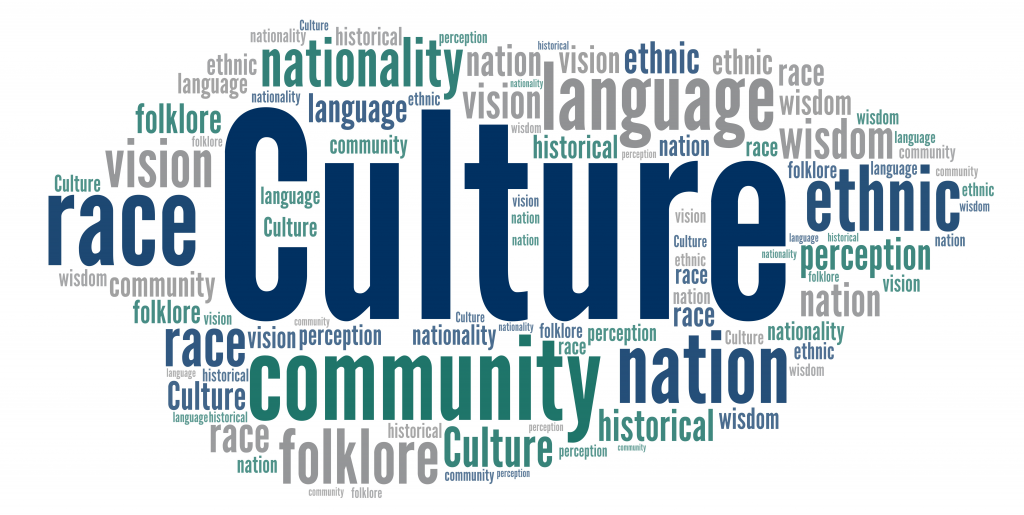 Culture
nationality historical perception
ethnic nationality nation historical vision ethnic ethnic race
language nationality language ethnic vision nationality language wisdom
folklore wisdom wisdom wisdom language
folklore community historical perception nation race community
vision folklore language community
Culture language vision vision ethnic ethnic
race Culture nation Culture Culture language historical wisdom
nation ethnic nationality perception nation
wisdom community race folklore vision
folklore vision community Culture nation race nation
race vision perception nationality nationality folklore perception Culture nationality
race ethnic
language historical community nation wisdom
Culture
language historical historical wisdom
race historical Culture perception
nation folklore community perception perception community
community folklore